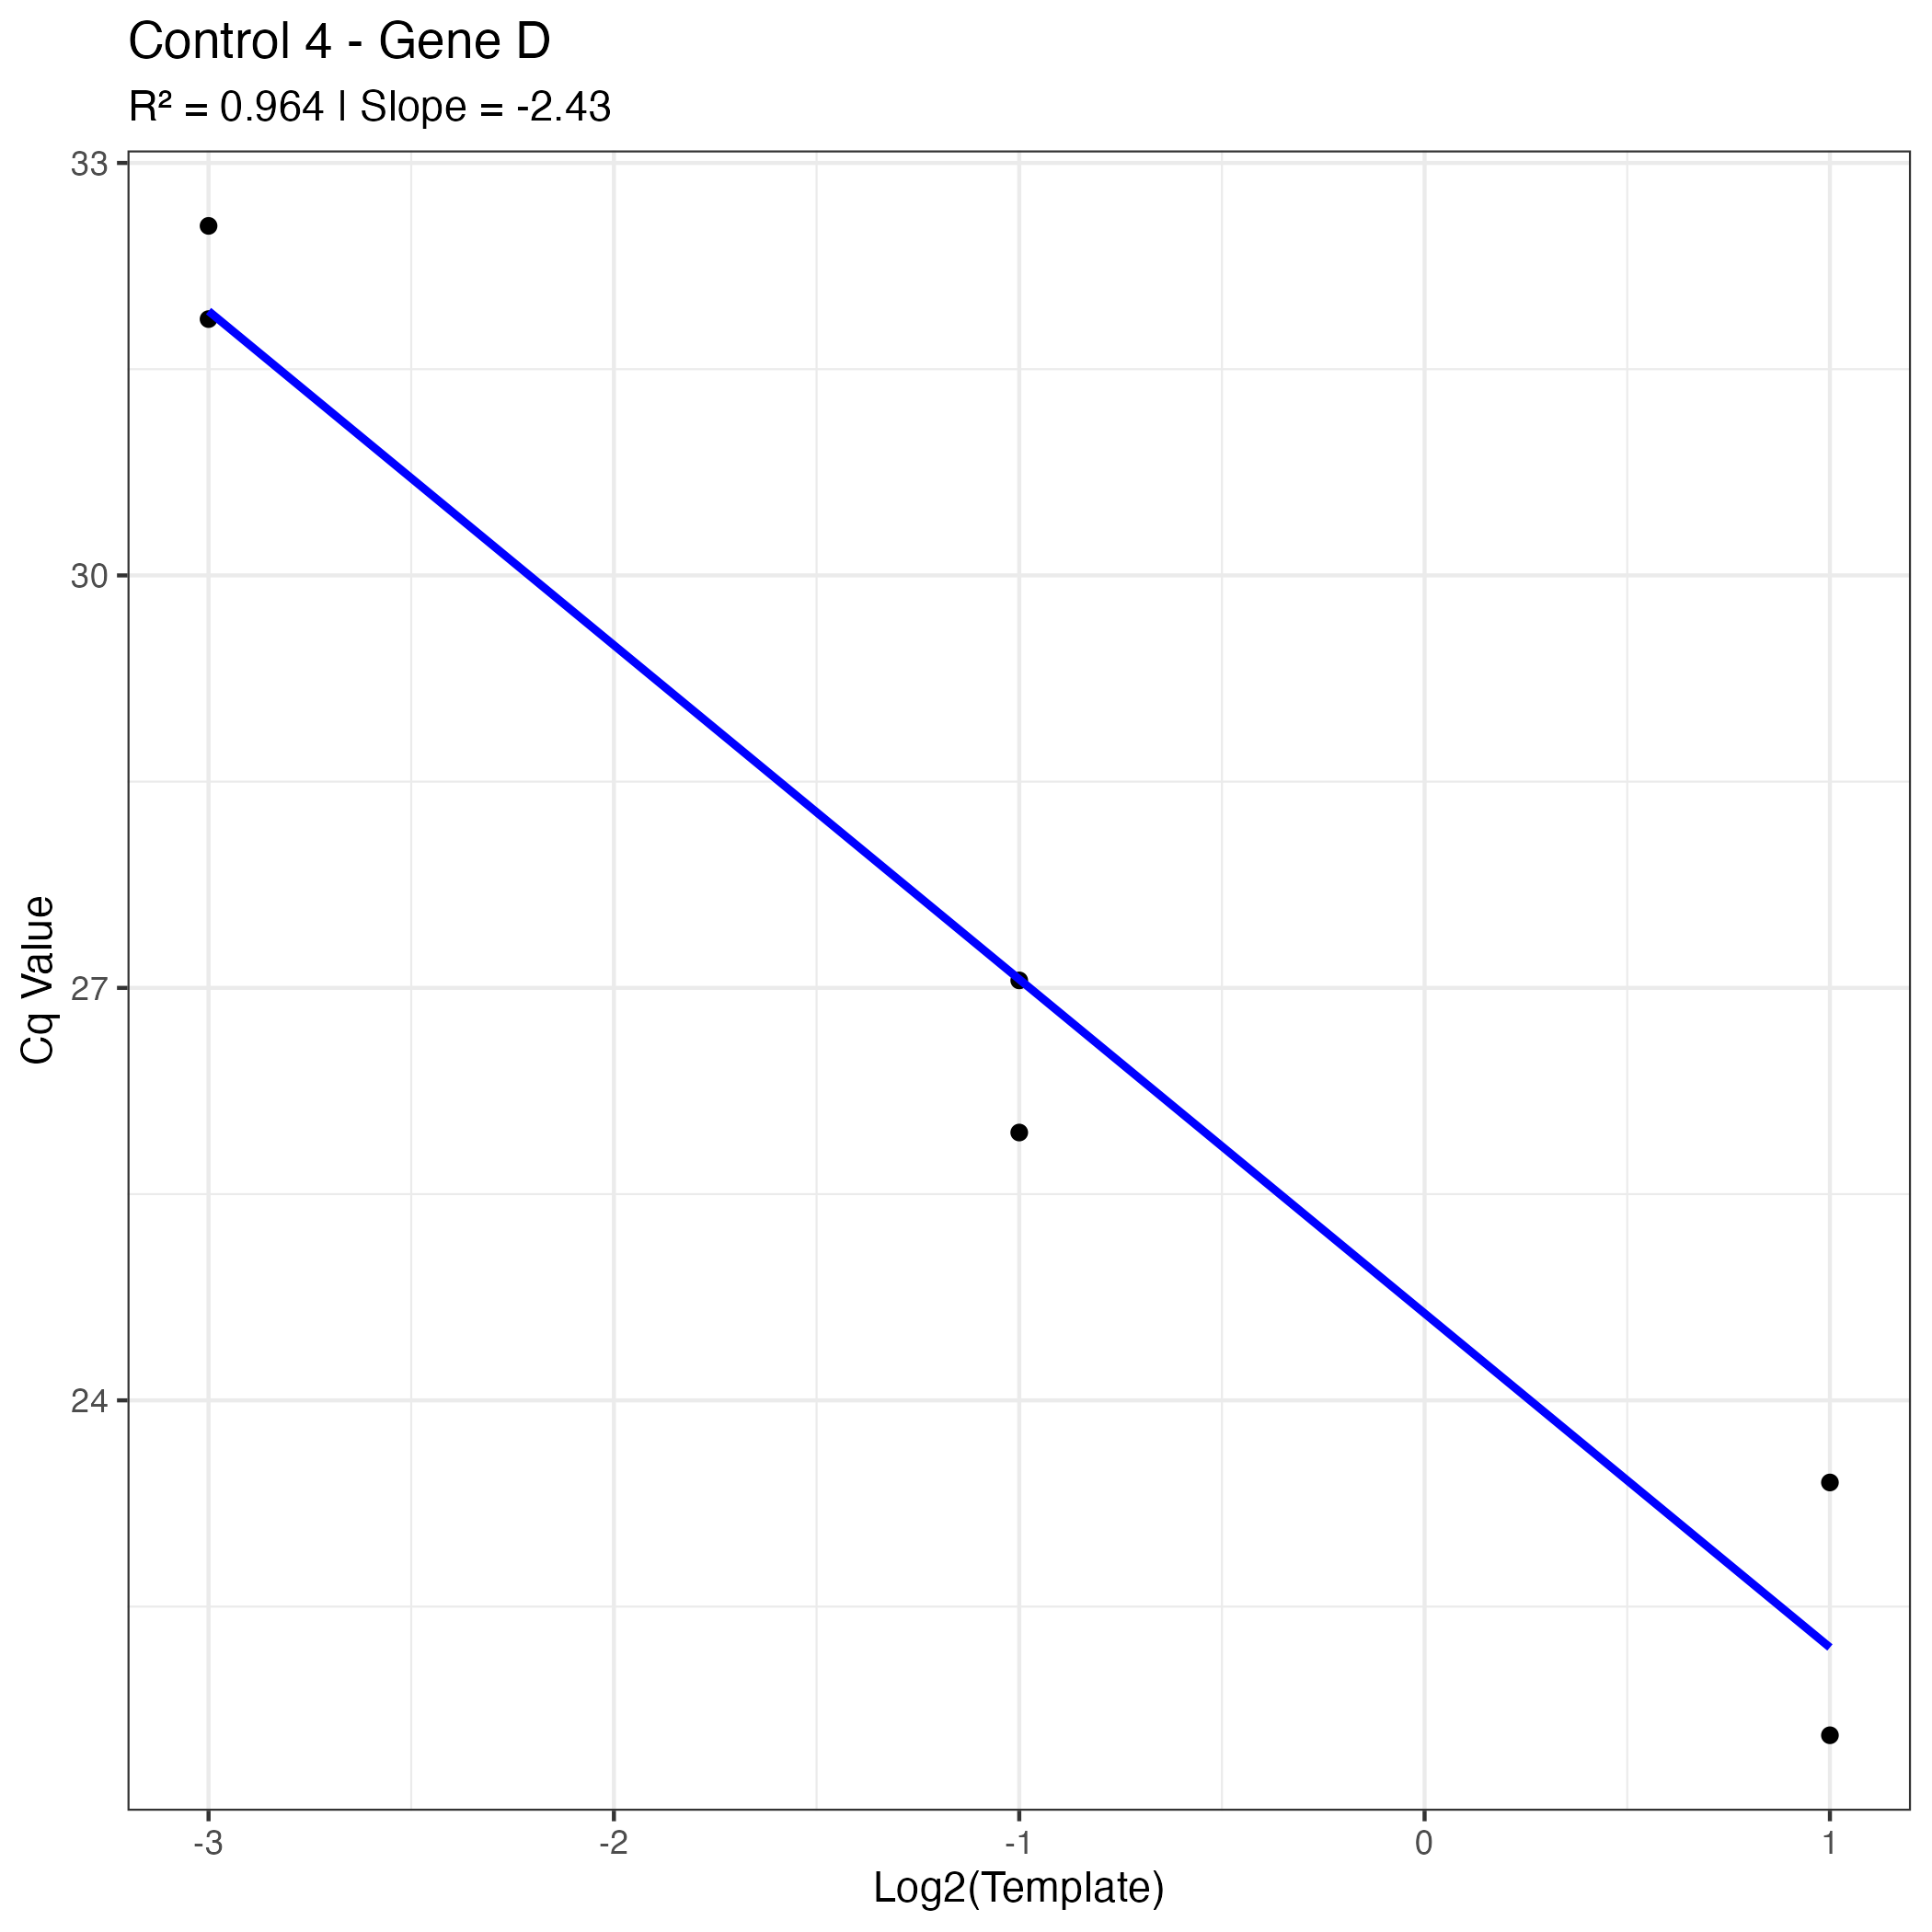 Control 4 - Gene D
R² = 0.964 | Slope = -2.43
33
30
27
24
Cq Value
-3
-2
-1
0
1
Log2(Template)